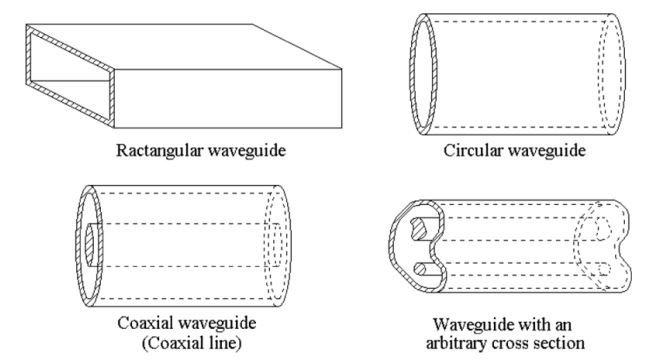 Ractangular waveguide
Circular waveguide
Coaxial waveguide
(Coaxial line)
Waveguide with an
arbitrary cross section